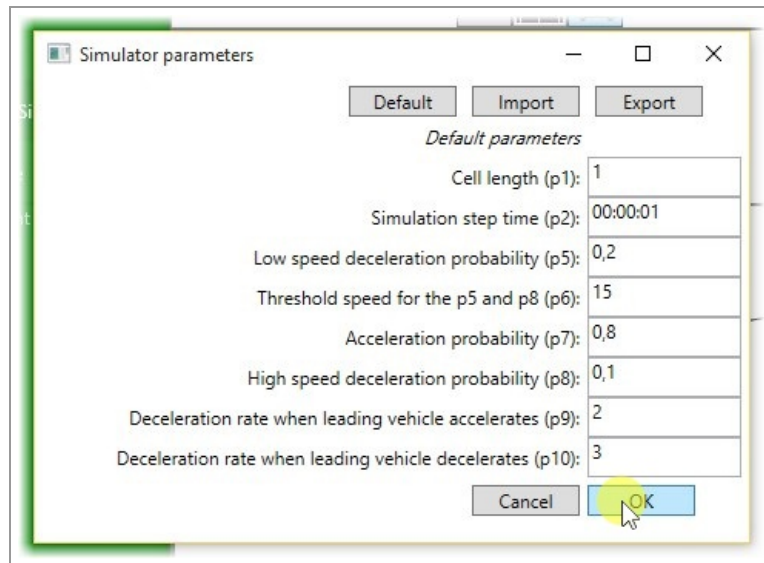 Simulator parameters
Default Import Export
Default parameters
Cell length (p1): 1
Simulation step time (p2): 00:00:01
Low speed deceleration probability (p5): 0,2
Threshold speed for the p5 and p8 (p6): 15
Acceleration probability (p7): 0,8
High speed deceleration probability (p8): 0,1
Deceleration rate when leading vehicle accelerates (p9): 2
Deceleration rate when leading vehicle decelerates (p10): 3
Cancel OK